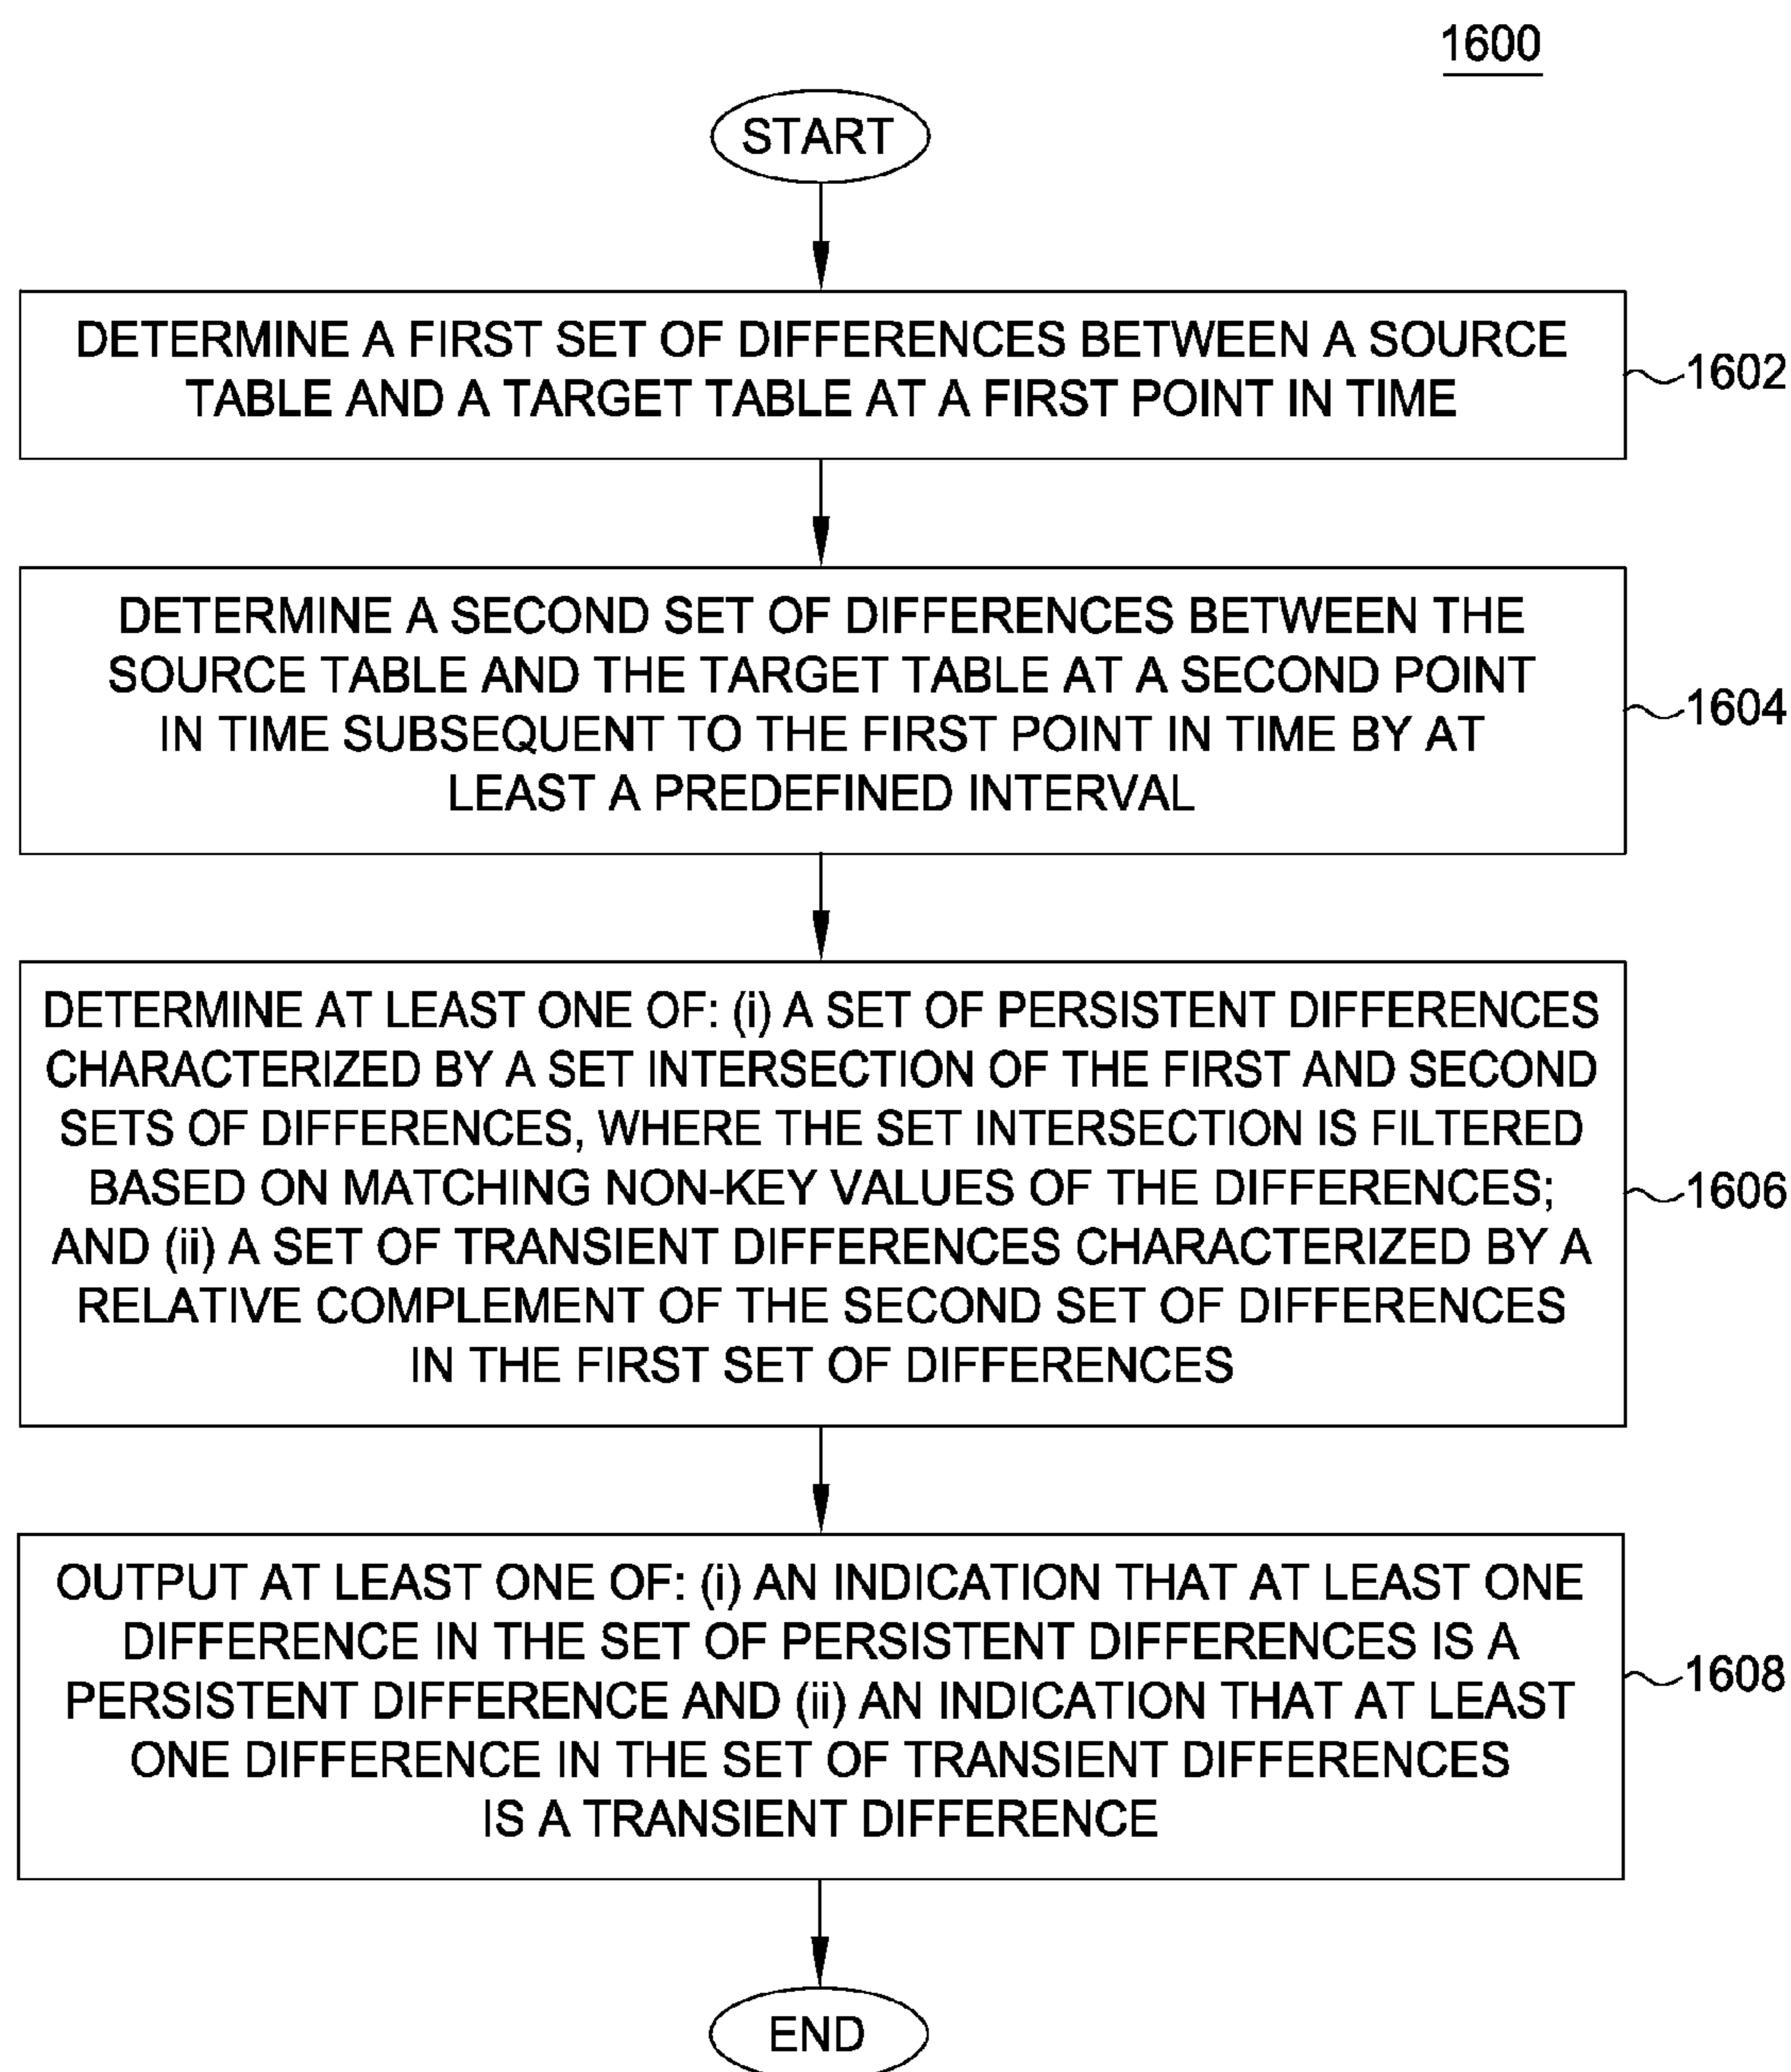 1600
START
DETERMINE A FIRST SET OF DIFFERENCES BETWEEN A SOURCE
TABLE AND A TARGET TABLE AT A FIRST POINT IN TIME
1602
DETERMINE A SECOND SET OF DIFFERENCES BETWEEN THE
SOURCE TABLE AND THE TARGET TABLE AT A SECOND POINT
IN TIME SUBSEQUENT TO THE FIRST POINT IN TIME BY AT
LEAST A PREDEFINED INTERVAL
1604
DETERMINE AT LEAST ONE OF: (i) A SET OF PERSISTENT DIFFERENCES
CHARACTERIZED BY A SET INTERSECTION OF THE FIRST AND SECOND
SETS OF DIFFERENCES, WHERE THE SET INTERSECTION IS FILTERED
BASED ON MATCHING NON-KEY VALUES OF THE DIFFERENCES;
AND (ii) A SET OF TRANSIENT DIFFERENCES CHARACTERIZED BY A
RELATIVE COMPLEMENT OF THE SECOND SET OF DIFFERENCES
IN THE FIRST SET OF DIFFERENCES
1606
OUTPUT AT LEAST ONE OF: (i) AN INDICATION THAT AT LEAST ONE
DIFFERENCE IN THE SET OF PERSISTENT DIFFERENCES IS A
PERSISTENT DIFFERENCE AND (ii) AN INDICATION THAT AT LEAST
ONE DIFFERENCE IN THE SET OF TRANSIENT DIFFERENCES
IS A TRANSIENT DIFFERENCE
1608
END